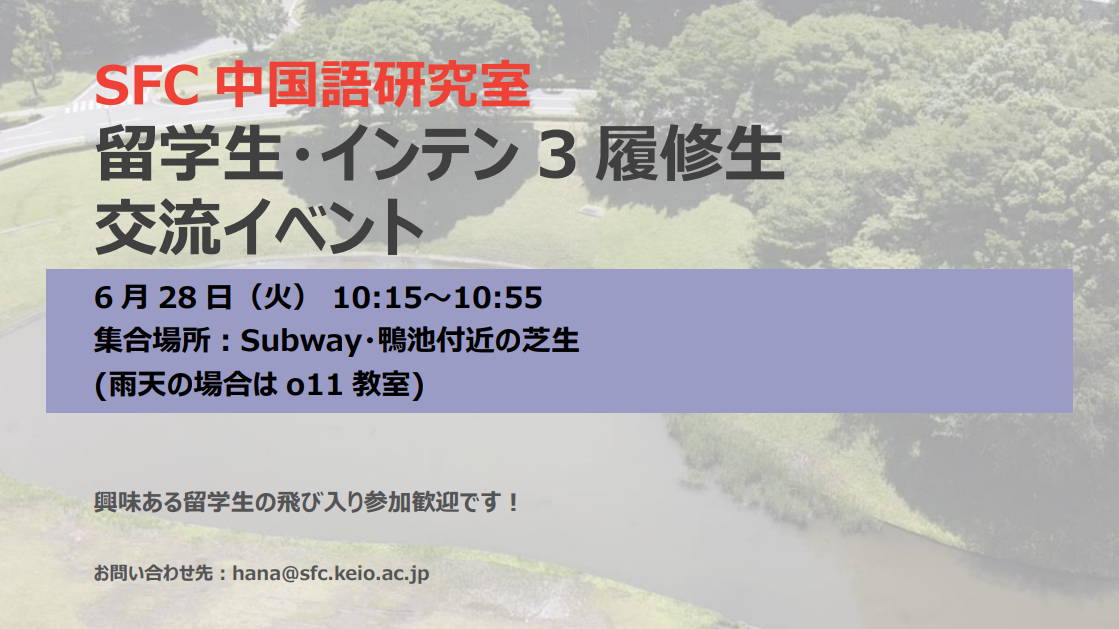 SFC 中国語研究室
留学生・インテン 3 履修生
交流イベント
6 月 28 日（火） 10:15～10:55
集合場所：Subway・鴨池付近の芝生
(雨天の場合は o11 教室)
興味ある留学生の飛び入り参加歓迎です！
お問い合わせ先：hana@sfc.keio.ac.jp